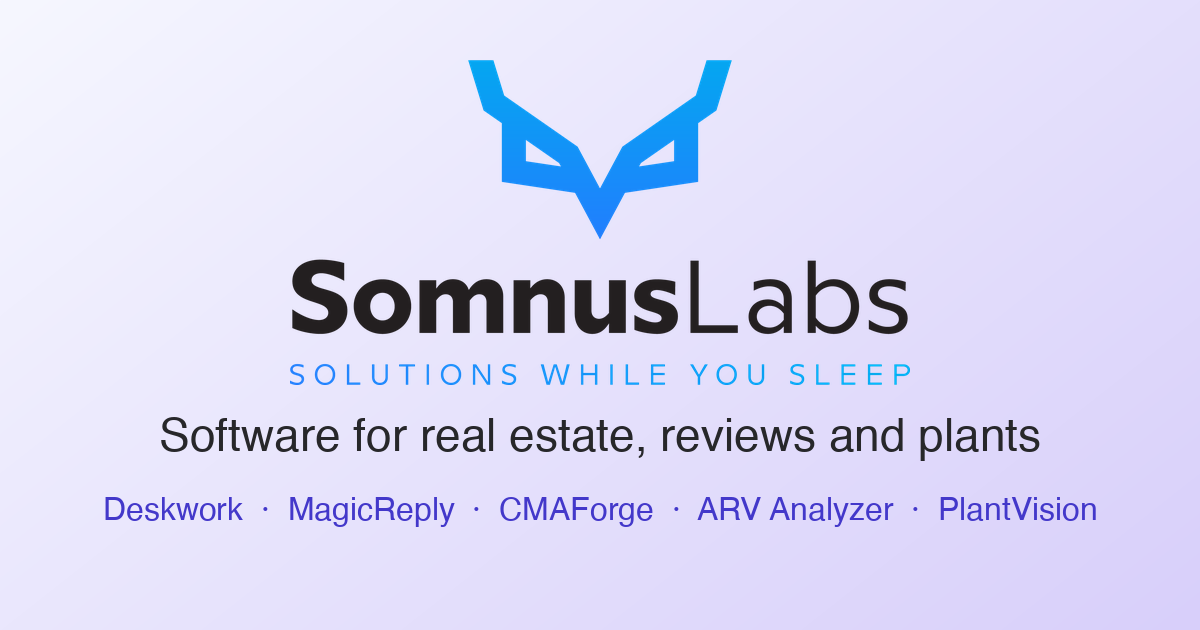 SomnusLabs
SOLUTIONS WHILE YOU SLEEP
Software for real estate, reviews and plants
Deskwork · MagicReply · CMAForge · ARV Analyzer · PlantVision